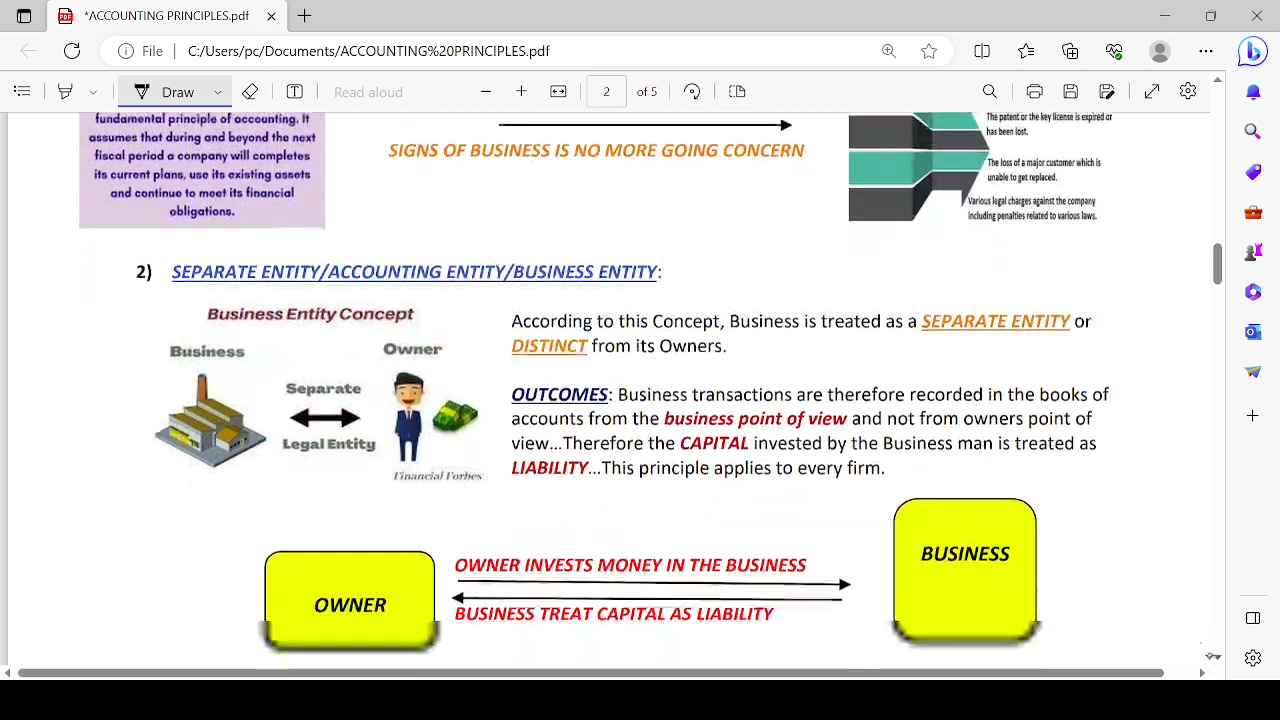 *ACCOUNTING PRINCIPLES.pdf
File
C:/Users/pc/Documents/ACCOUNTING%20PRINCIPLES.pdf
Draw
Read aloud
2
of 5
fundamental principle of accounting. It
assumes that during and beyond the next
fiscal period a company will completes
its current plans, use its existing assets
and continue to meet its financial
obligations.
SIGNS OF BUSINESS IS NO MORE GOING CONCERN
The patent or the key license is expired or
has been lost.
The loss of a major customer which is
unable to get replaced.
Various legal charges against the company
including penalties related to various laws.
2) SEPARATE ENTITY/ACCOUNTING ENTITY/BUSINESS ENTITY:
Business Entity Concept
Business
Owner
Separate
Legal Entity
Financial Forbes
According to this Concept, Business is treated as a SEPARATE ENTITY or
DISTINCT from its Owners.
OUTCOMES: Business transactions are therefore recorded in the books of
accounts from the business point of view and not from owners point of
view...Therefore the CAPITAL invested by the Business man is treated as
LIABILITY...This principle applies to every firm.
OWNER
OWNER INVESTS MONEY IN THE BUSINESS
BUSINESS TREAT CAPITAL AS LIABILITY
BUSINESS